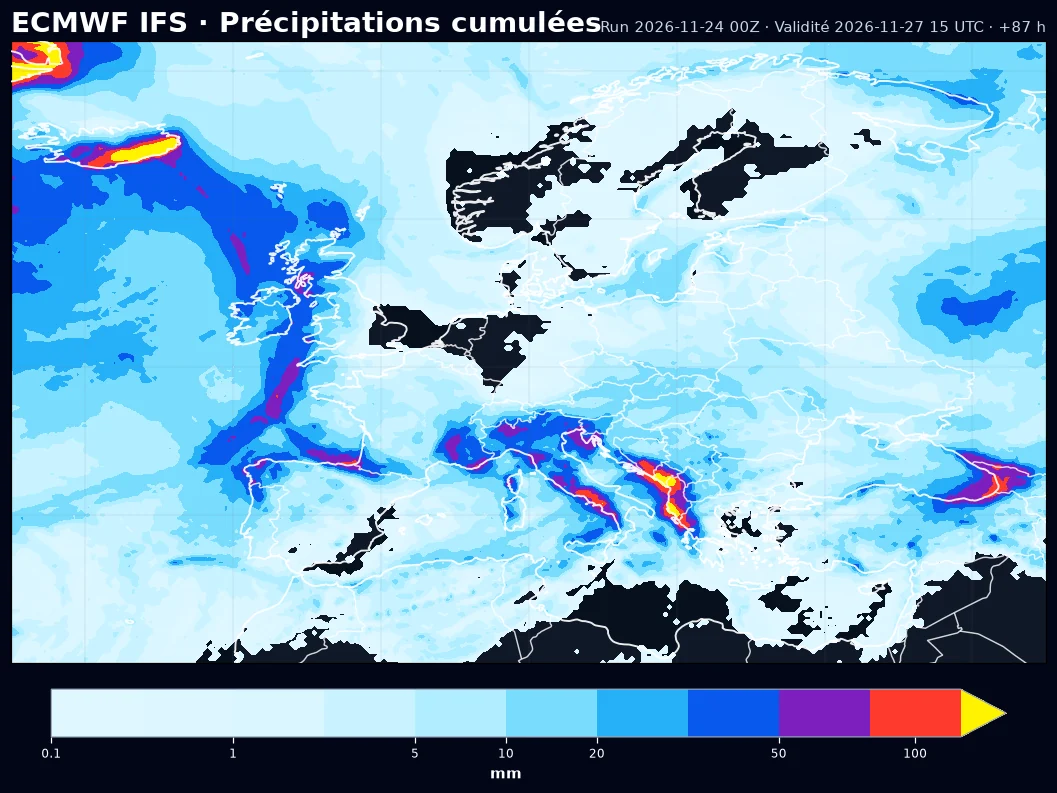 ECMWF IFS · Précipitations cumulées
Run 2026-11-24 00Z · Validité 2026-11-27 15 UTC · +87 h
0.1 1 5 10 20 50 100
mm